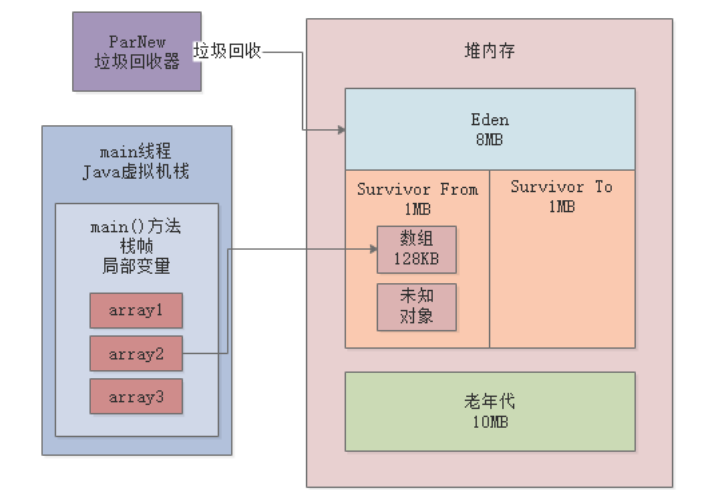 ParNew
垃圾回收器
垃圾回收
堆内存
Eden
8MB
main线程
Java虚拟机栈
Survivor From
1MB
Survivor To
1MB
main()方法
栈帧
局部变量
数组
128KB
未知
对象
array1
array2
array3
老年代
10MB